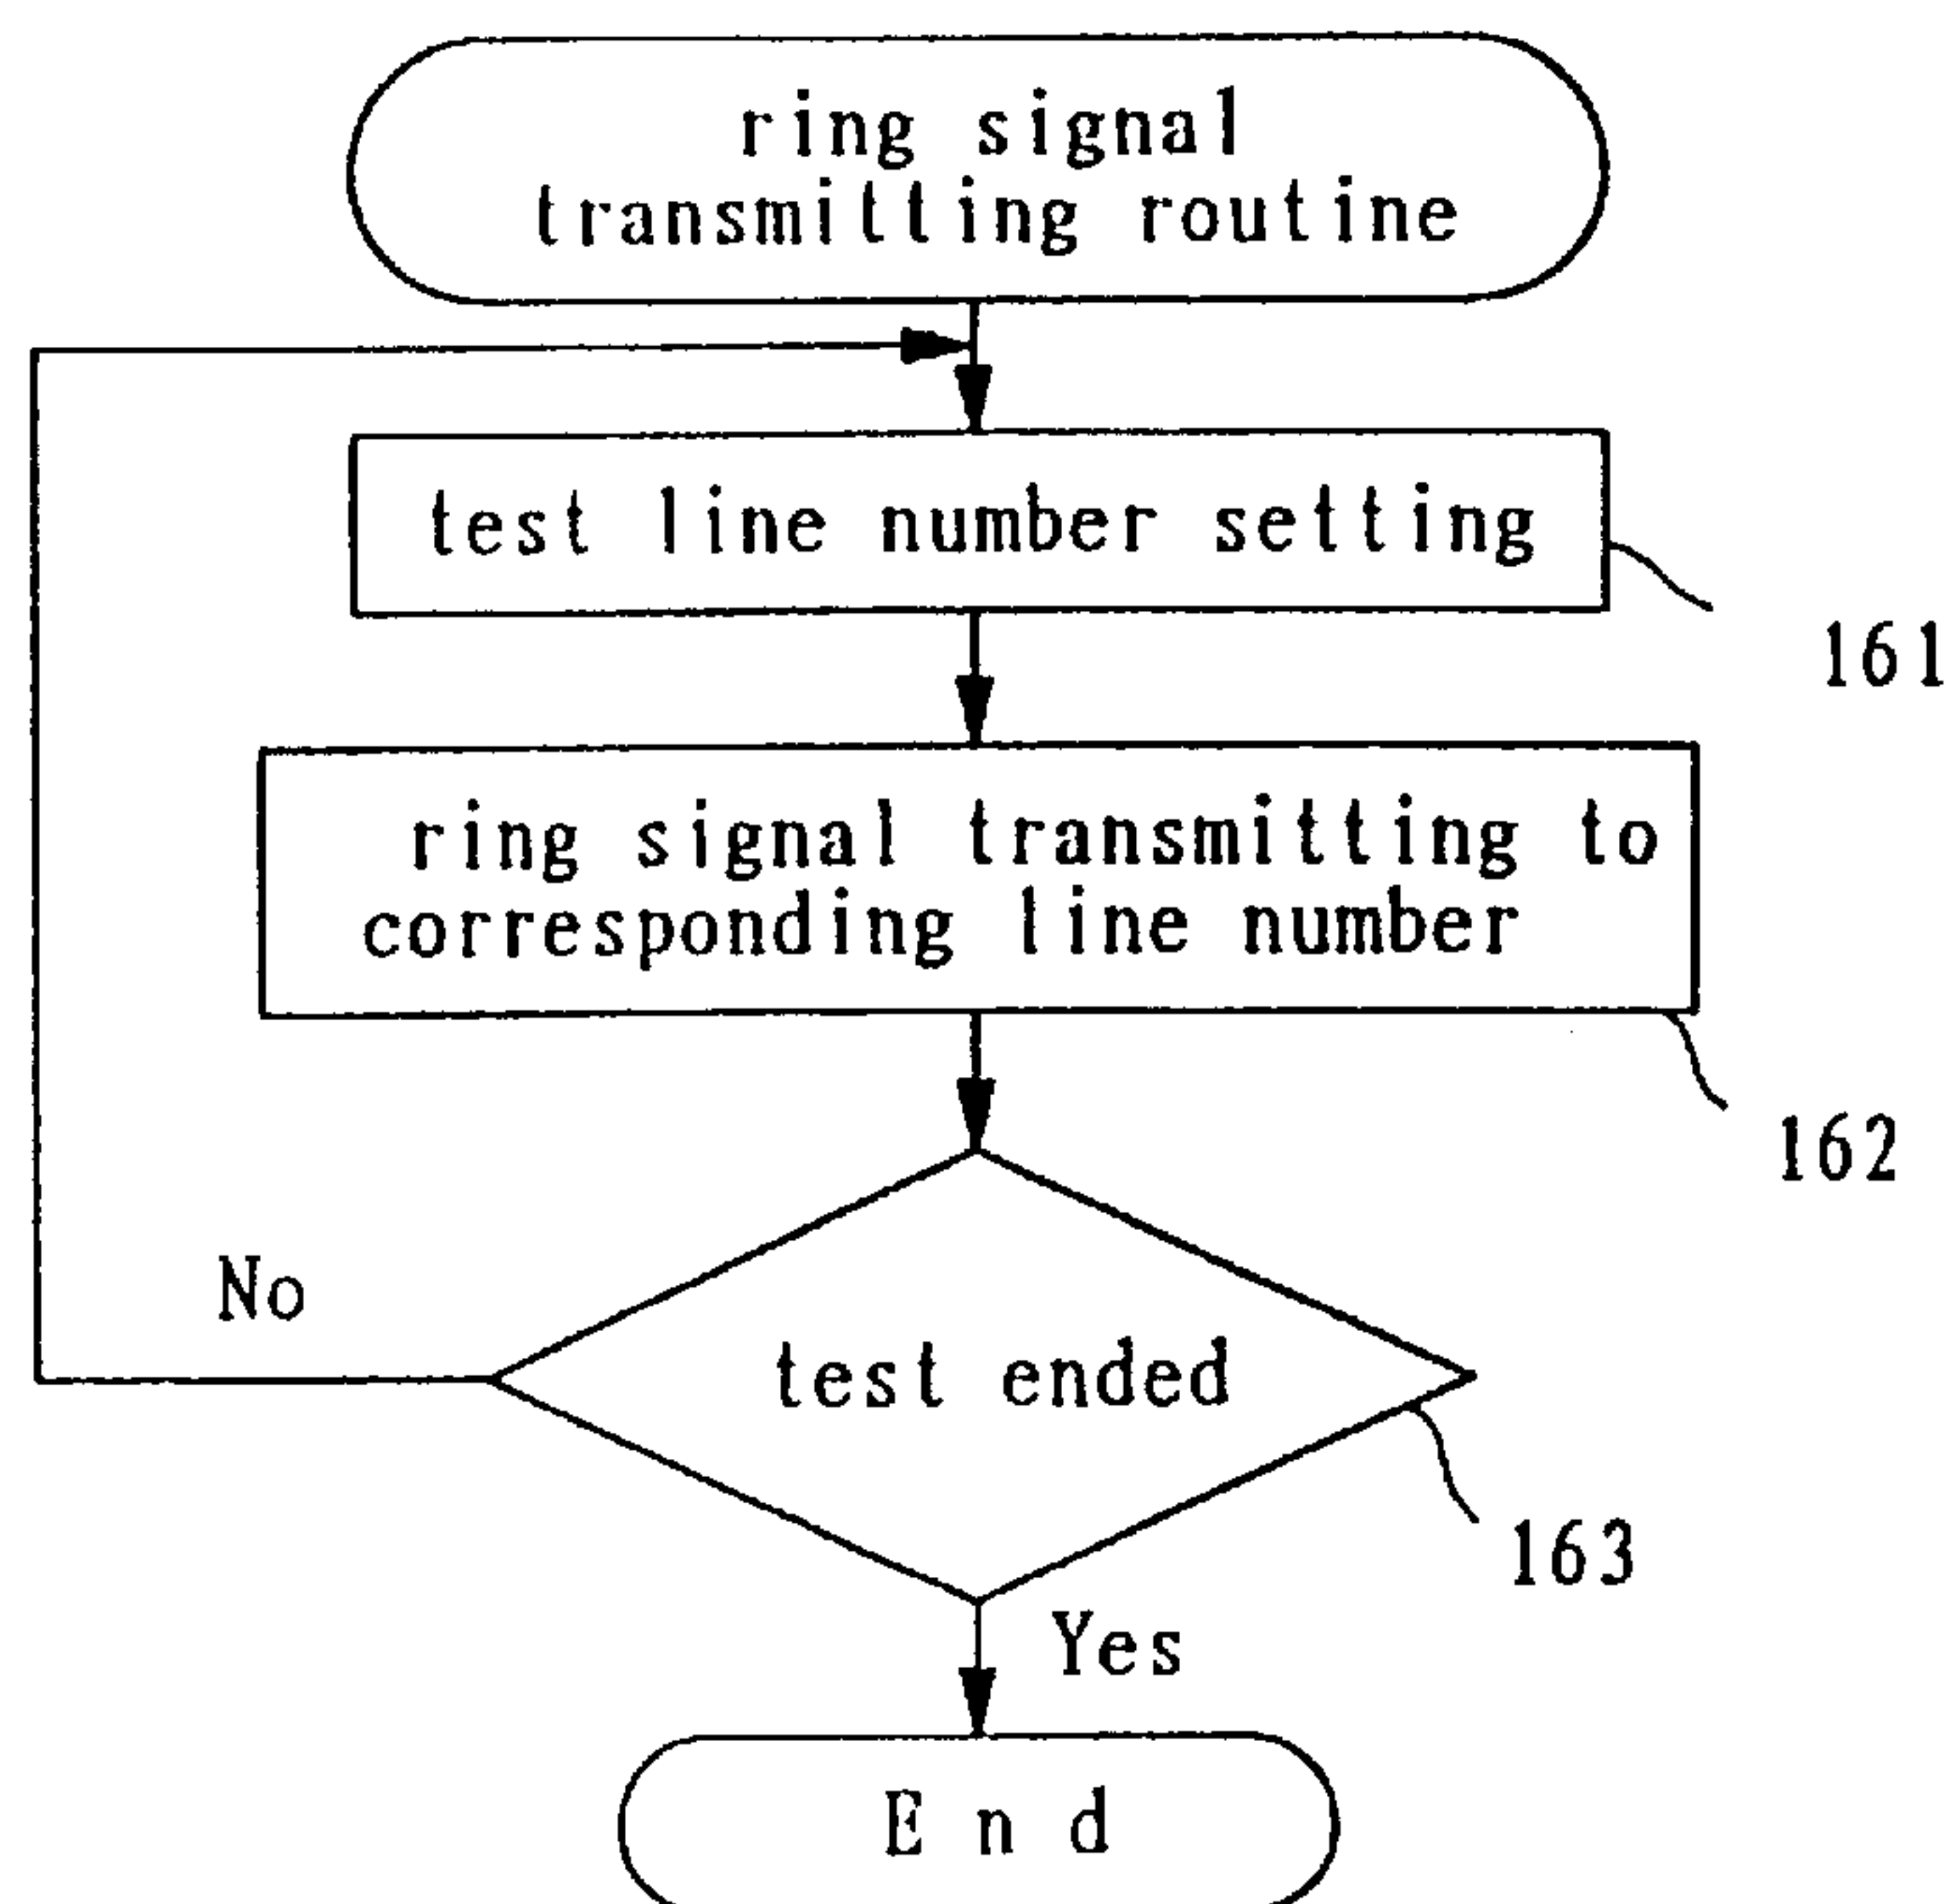 ring signal
transmitting routine
test line number setting
161
ring signal transmitting to
corresponding line number
162
No
test ended
163
Yes
End